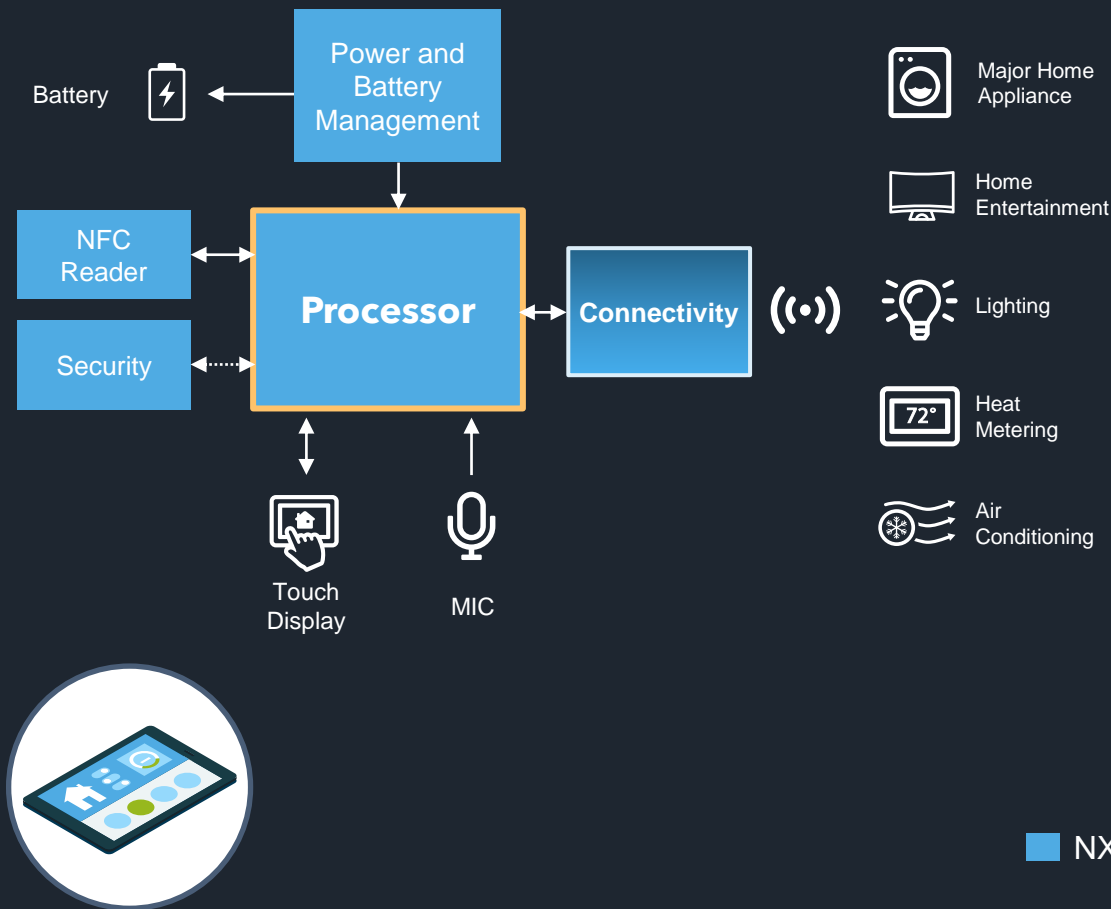 Power and
Battery
Management
Battery
NFC
Reader
Security
Processor
Connectivity
Touch
Display
MIC
Major Home
Appliance
Home
Entertainment
Lighting
72°
Heat
Metering
Air
Conditioning
NX